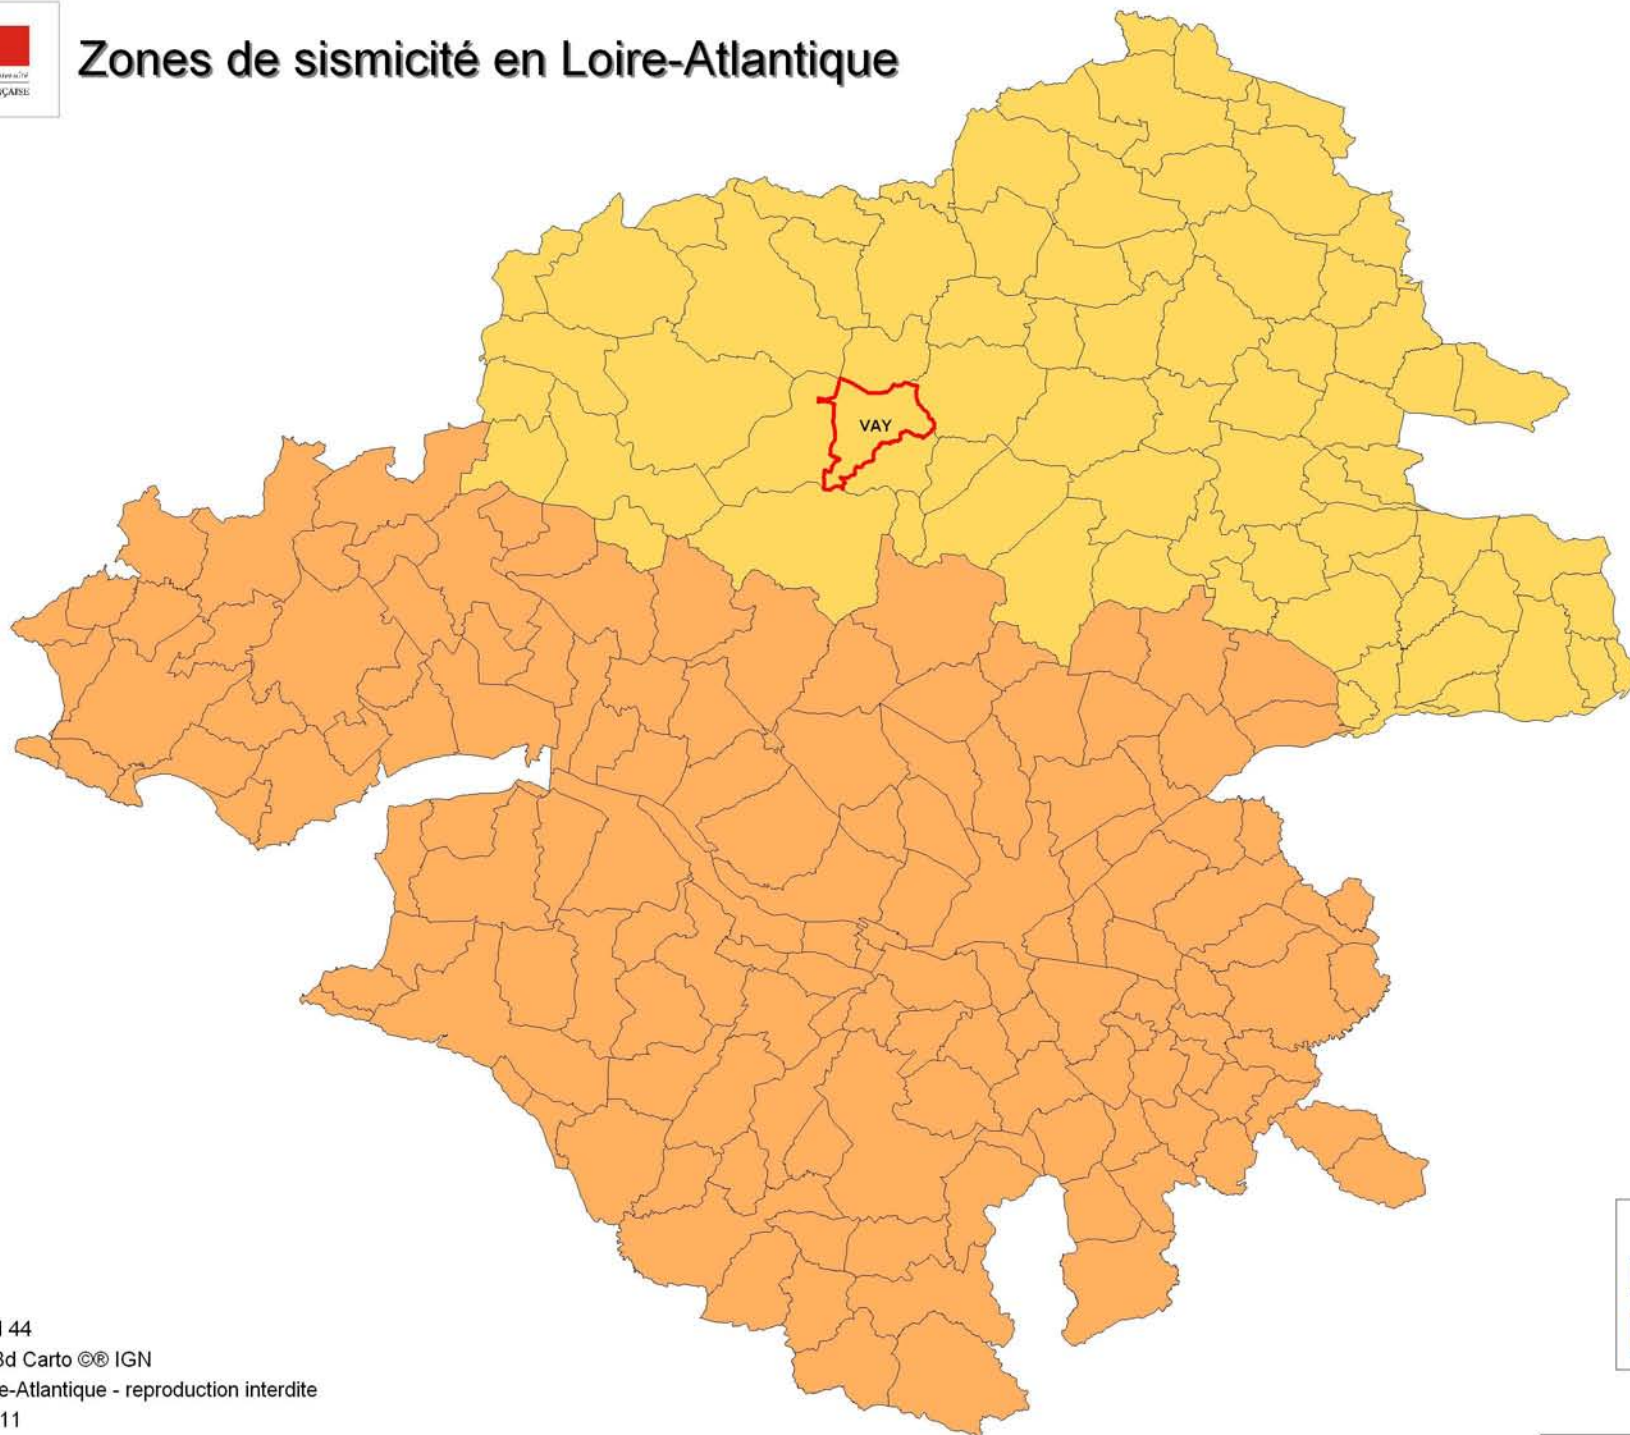 Zones de sismicité en Loire-Atlantique
VAY
44
3d Carto ©® IGN
e-Atlantique - reproduction interdite
11